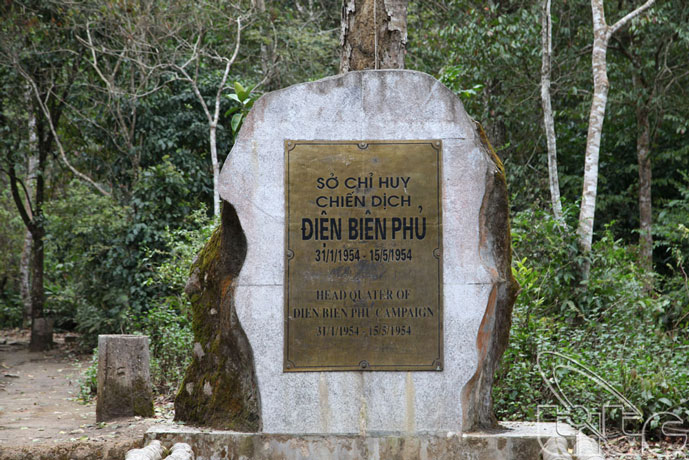 SỞ CHỈ HUY
CHIẾN DỊCH
ĐIỆN BIÊN PHỦ
31/1/1954 - 15/5/1954
HEAD QUATER OF
DIEN BIEN PHU CAMPAIGN
31/1/1954 - 15/5/1954